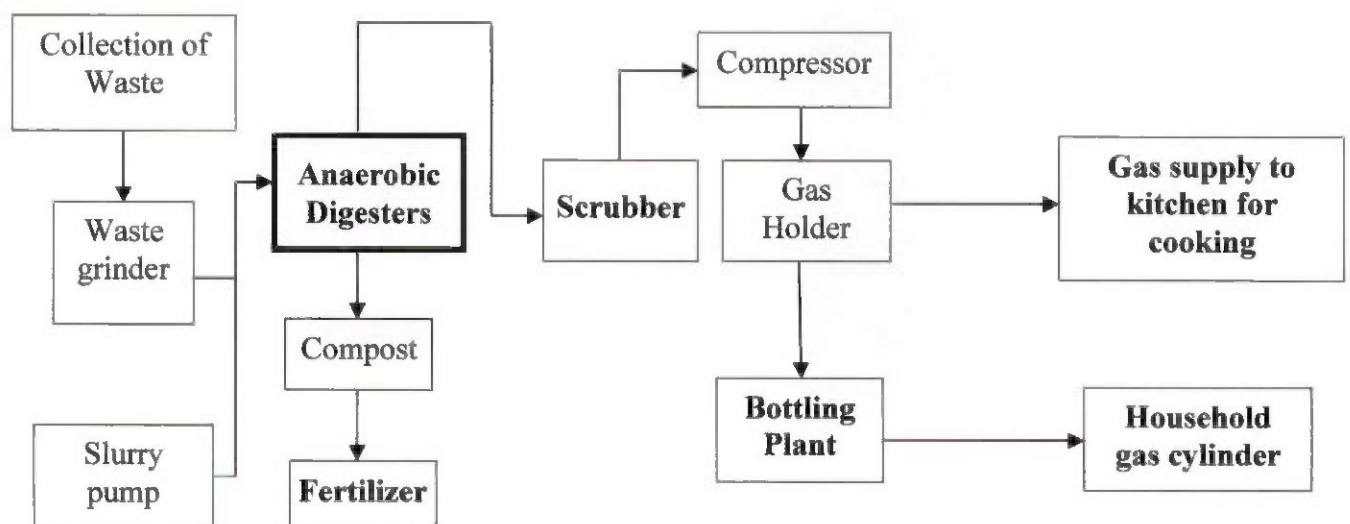 Collection of
Waste
Waste
grinder
Slurry
pump
Anaerobic
Digesters
Compost
Fertilizer
Scrubber
Compressor
Gas
Holder
Bottling
Plant
Gas supply to
kitchen for
cooking
Household
gas cylinder